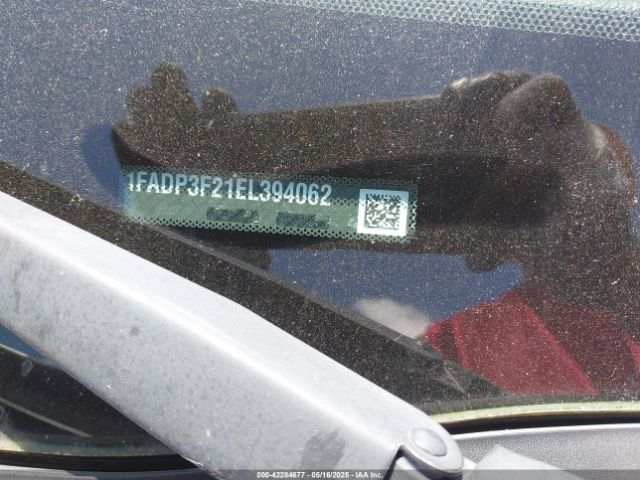 1FADP3F21EL394062
000-42284677 - 05/16/2025 - IAA Inc.